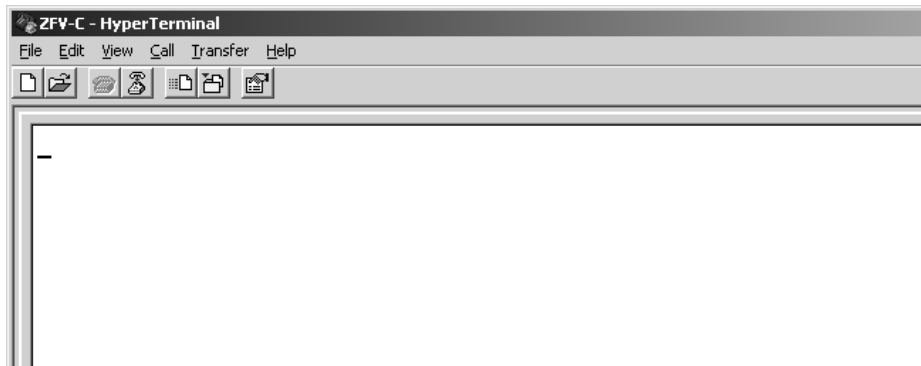 ZFV-C - HyperTerminal
File Edit View Call Transfer Help